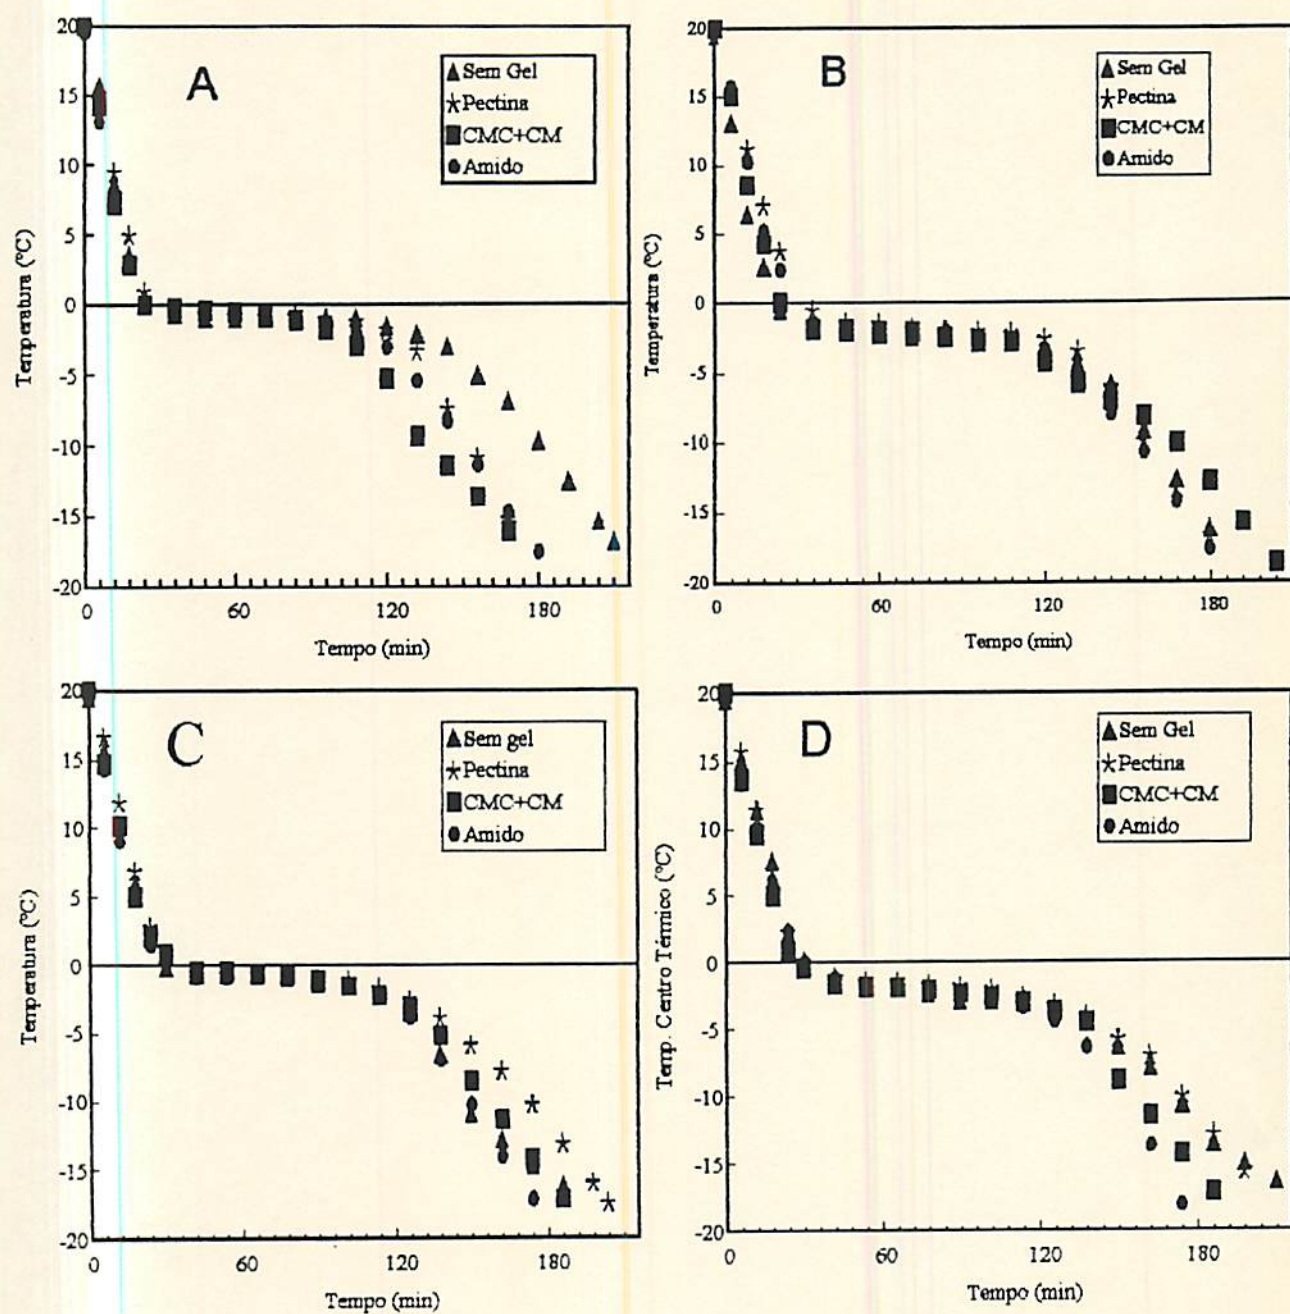 A
Sem Gel
Pectina
CMC+CM
Amido
20
15
10
5
0
-5
-10
-15
-20
Temperatura (°C)
0 60 120 180
Tempo (min)
B
Sem Gel
Pectina
CMC+CM
Amido
20
15
10
5
0
-5
-10
-15
-20
Temperatura (°C)
0 60 120 180
Tempo (min)
C
Sem gel
Pectina
CMC+CM
Amido
20
15
10
5
0
-5
-10
-15
-20
Temperatura (°C)
0 60 120 180
Tempo (min)
D
Sem Gel
Pectina
CMC+CM
Amido
20
15
10
5
0
-5
-10
-15
-20
Temp. Centro Térmico (°C)
0 60 120 180
Tempo (min)